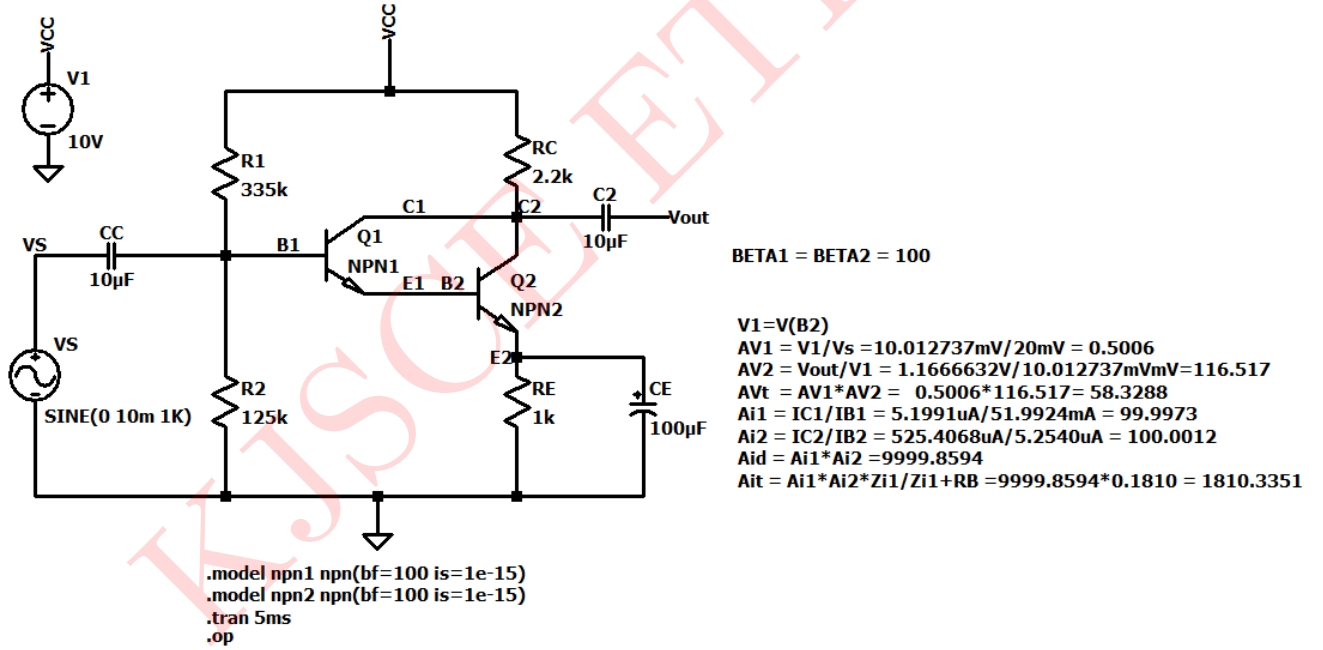 VCC
V1
10V
VCC
R1
335k
RC
2.2k
C1
C2
C2
10µF
Vout
VS
CC
10µF
B1
Q1
NPN1
E1 B2
Q2
NPN2
E2
VS
SINE(0 10m 1K)
R2
125k
RE
1k
CE
100µF
BETA1 = BETA2 = 100
V1=V(B2)
AV1 = V1/Vs =10.012737mV/20mV = 0.5006
AV2 = Vout/V1 = 1.1666632V/10.012737mVmV=116.517
AVt = AV1*AV2 = 0.5006*116.517= 58.3288
Ai1 = IC1/IB1 = 5.1991uA/51.9924mA = 99.9973
Ai2 = IC2/IB2 = 525.4068uA/5.2540uA = 100.0012
Aid = Ai1*Ai2 =9999.8594
Ait = Ai1*Ai2*Zi1/Zi1+RB =9999.8594*0.1810 = 1810.3351
.model npn1 npn(bf=100 is=1e-15)
.model npn2 npn(bf=100 is=1e-15)
.tran 5ms
.op
KJSCE ET